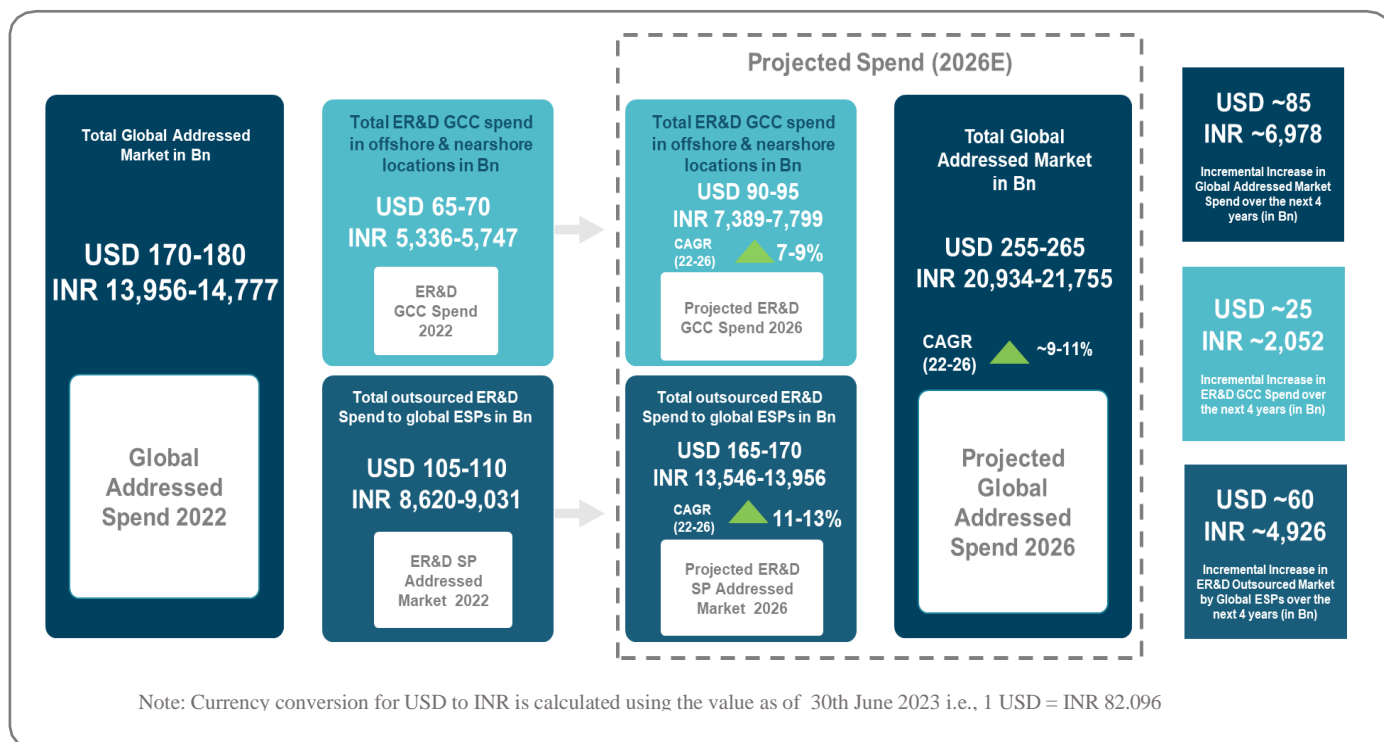 Projected Spend (2026E)
Total Global Addressed
Market in Bn
USD 170-180
INR 13,956-14,777
Global
Addressed
Spend 2022
Total ER&D GCC spend
in offshore & nearshore
locations in Bn
USD 65-70
INR 5,336-5,747
ER&D
GCC Spend
2022
Total outsourced ER&D
Spend to global ESPs in Bn
USD 105-110
INR 8,620-9,031
ER&D SP
Addressed
Market 2022
Total ER&D GCC spend
in offshore & nearshore
locations in Bn
USD 90-95
INR 7,389-7,799
CAGR
(22-26)
7-9%
Projected ER&D
GCC Spend 2026
Total outsourced ER&D
Spend to global ESPs in Bn
USD 165-170
INR 13,546-13,956
CAGR
(22-26)
11-13%
Projected ER&D
SP Addressed
Market 2026
Total Global
Addressed Market
in Bn
USD 255-265
INR 20,934-21,755
CAGR
(22-26)
~9-11%
Projected
Global
Addressed
Spend 2026
USD ~85
INR ~6,978
Incremental Increase in
Global Addressed Market
Spend over the next 4
years (in Bn)
USD ~25
INR ~2,052
Incremental Increase in
ER&D GCC Spend over
the next 4 years (in Bn)
USD ~60
INR ~4,926
Incremental Increase in
ER&D Outsourced Market
by Global ESPs over the
next 4 years (in Bn)
Note: Currency conversion for USD to INR is calculated using the value as of 30th June 2023 i.e., 1 USD = INR 82.096